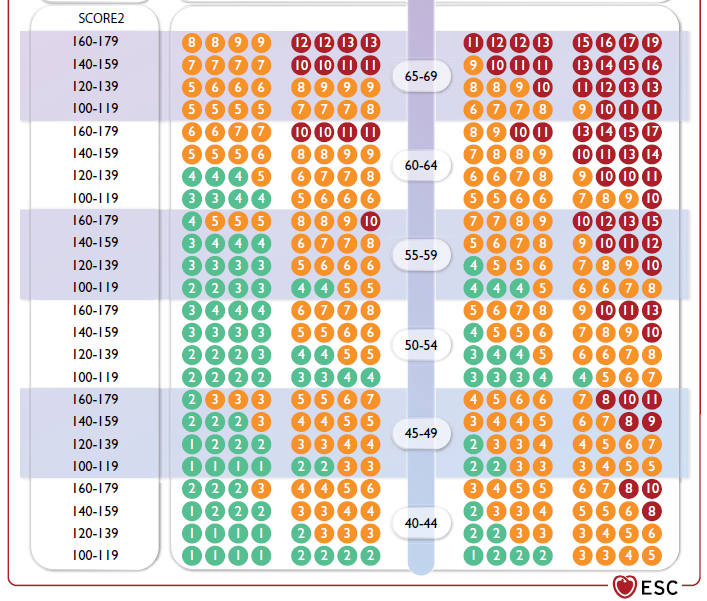 SCORE2
160-179 8 8 9 9 12 12 13 13 11 12 12 13 15 16 17 19
140-159 7 7 7 7 10 10 11 11 9 10 11 11 13 14 15 16
65-69
120-139 5 6 6 6 8 9 9 9 8 8 9 10 11 12 13 13
100-119 5 5 5 5 7 7 7 8 6 7 7 8 9 10 11 11
160-179 6 6 7 7 10 10 11 11 8 9 10 11 13 14 15 17
140-159 5 5 5 6 8 8 9 9 7 8 8 9 10 11 13 14
60-64
120-139 4 4 4 5 6 7 7 8 6 6 7 8 9 10 10 11
100-119 3 3 4 4 5 6 6 6 5 5 6 6 7 8 9 10
160-179 4 5 5 5 8 8 9 10 7 7 8 9 10 12 13 15
140-159 3 4 4 4 6 7 7 8 5 6 7 8 9 10 11 12
55-59
120-139 3 3 3 3 5 6 6 6 4 5 5 6 7 8 9 10
100-119 2 2 3 3 4 4 5 5 4 4 4 5 6 6 7 8
160-179 3 4 4 4 6 7 7 8 5 6 7 8 9 10 11 13
140-159 3 3 3 3 5 5 6 6 4 5 5 6 7 8 9 10
50-54
120-139 2 2 2 3 4 4 5 5 3 4 4 5 6 6 7 8
100-119 2 2 2 2 3 3 4 4 3 3 3 4 4 5 6 7
160-179 2 3 3 3 5 5 6 7 4 5 6 6 7 8 10 11
140-159 2 2 2 3 4 4 5 5 3 4 4 5 6 7 8 9
45-49
120-139 1 2 2 2 3 3 4 4 2 3 3 4 4 5 6 7
100-119 1 1 1 1 2 2 3 3 2 2 3 3 3 4 5 5
160-179 2 2 2 3 4 4 5 6 3 4 5 5 6 7 8 10
140-159 1 2 2 2 3 3 4 4 2 3 3 4 5 5 6 8
40-44
120-139 1 1 1 1 2 3 3 3 2 2 3 3 4 4 5 6
100-119 1 1 1 1 2 2 2 2 1 2 2 2 3 3 4 5
ESC